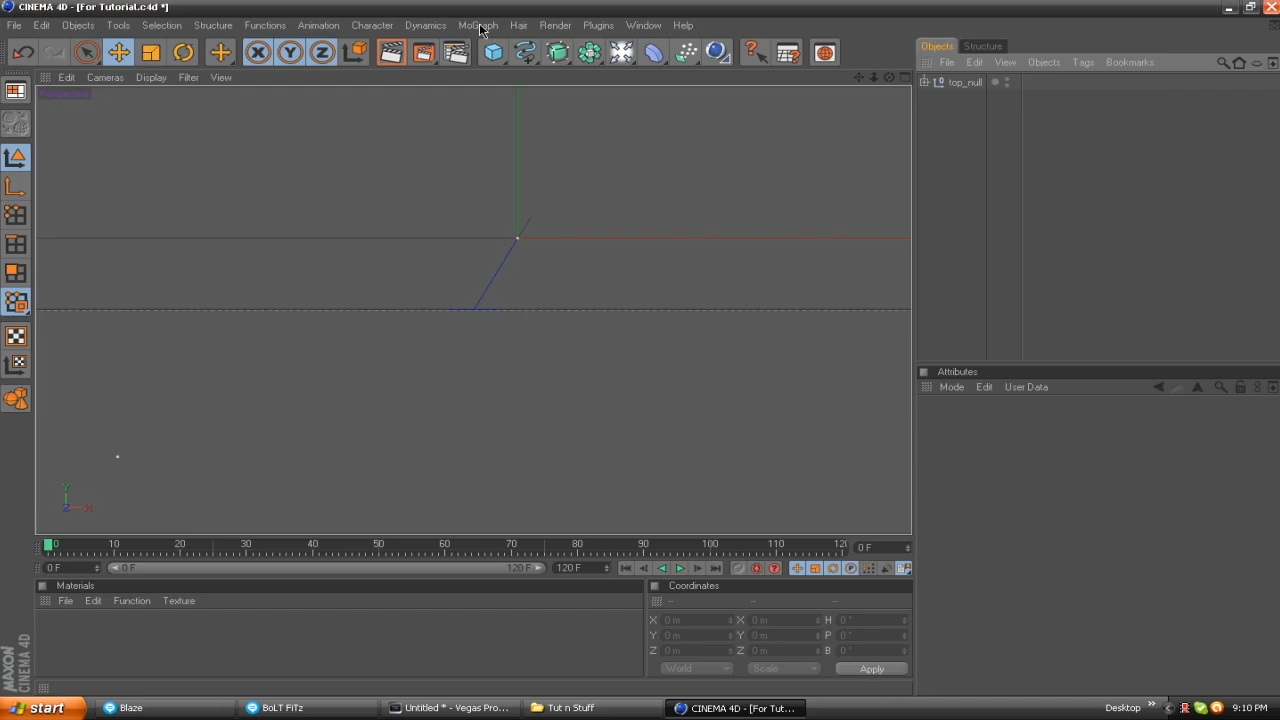 CINEMA 4D - [For Tutorial.c4d *]
File Edit Objects Tools Selection Structure Functions Animation Character Dynamics MoGraph Hair Render Plugins Window Help
Objects Structure
File Edit View Objects Tags Bookmarks
Edit Cameras Display Filter View
top_null
Attributes
Mode Edit User Data
Y
Z X
0 10 20 30 40 50 60 70 80 90 100 110 120 0 F
0 F 0 F 120 F 120 F
Materials
File Edit Function Texture
Coordinates
-- -- --
X 0 m X 0 m H 0 °
Y 0 m Y 0 m P 0 °
Z 0 m Z 0 m B 0 °
World Scale Apply
MAXON
CINEMA 4D
start Blaze BoLT FiTz Untitled * - Vegas Pro... Tut n Stuff CINEMA 4D - [For Tut... Desktop 9:10 PM